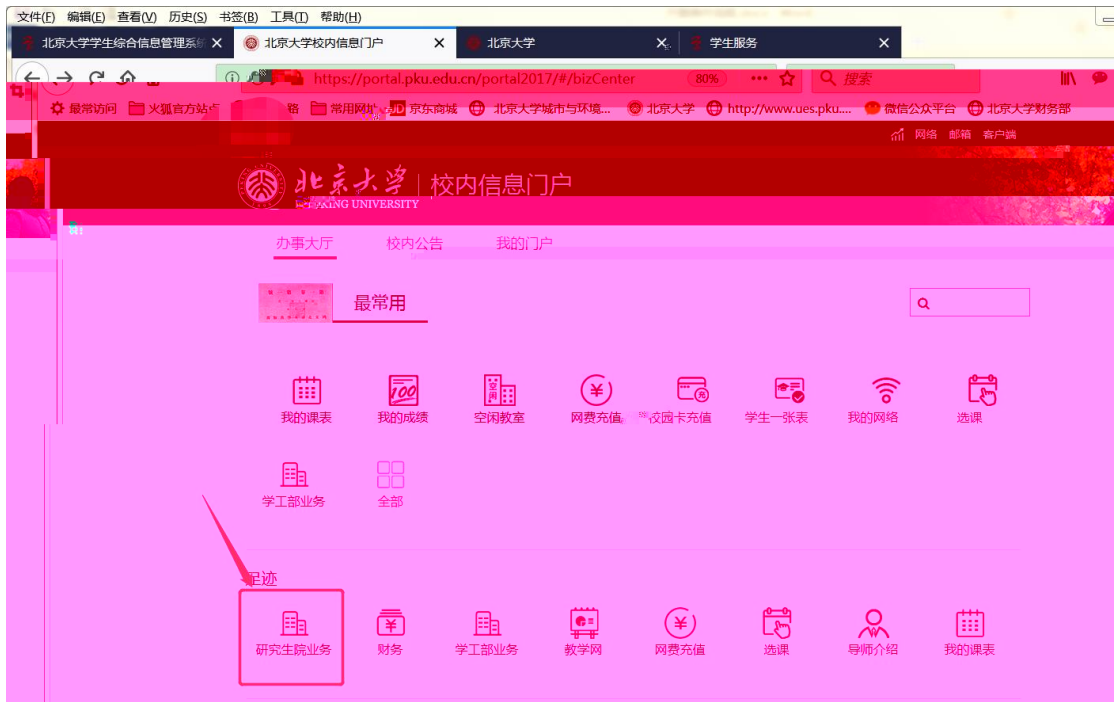 文件(F) 编辑(E) 查看(V) 历史(S) 书签(B) 工具(T) 帮助(H)
北京大学学生综合信息管理系统 北京大学校内信息门户 北京大学 学生服务
https://portal.pku.edu.cn/portal2017/#/bizCenter 80% 搜索
最常访问 火狐官方站点 常用网址 JD 京东商城 北京大学城市与环境... 北京大学 http://www.ues.pku.... 微信公众平台 北京大学财务部
网络 邮箱 客户端
北京大学 校内信息门户
PEKING UNIVERSITY
办事大厅 校内公告 我的门户
最常用
我的课表 我的成绩 空闲教室 网费充值 校园卡充值 学生一张表 我的网络 选课
学工部业务 全部
足迹
研究生院业务 财务 学工部业务 教学网 网费充值 选课 导师介绍 我的课表